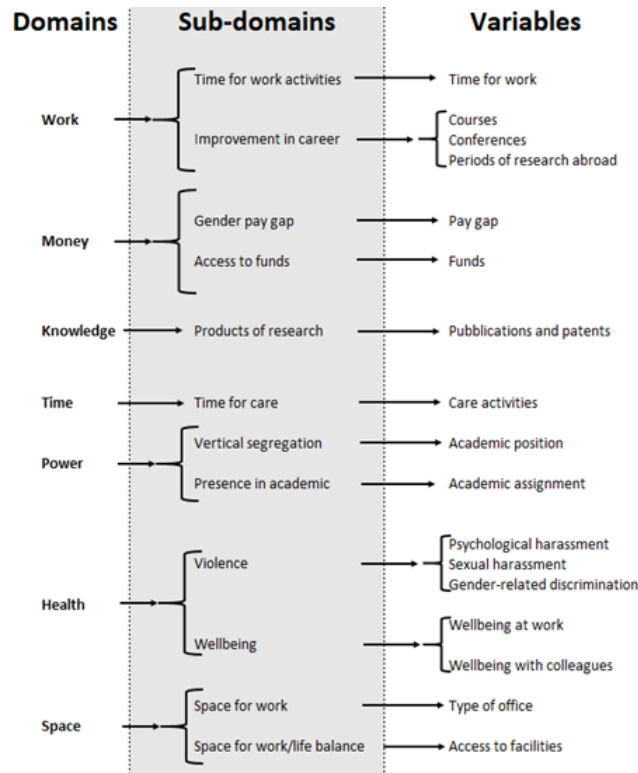 Domains Sub-domains Variables
Time for work activities Time for work
Work
Improvement in career Courses
Conferences
Periods of research abroad
Gender pay gap Pay gap
Money
Access to funds Funds
Knowledge Products of research Pubblications and patents
Time Time for care Care activities
Vertical segregation Academic position
Power
Presence in academic Academic assignment
Psychological harassment
Violence Sexual harassment
Gender-related discrimination
Health
Wellbeing at work
Wellbeing
Wellbeing with colleagues
Space for work Type of office
Space
Space for work/life balance Access to facilities